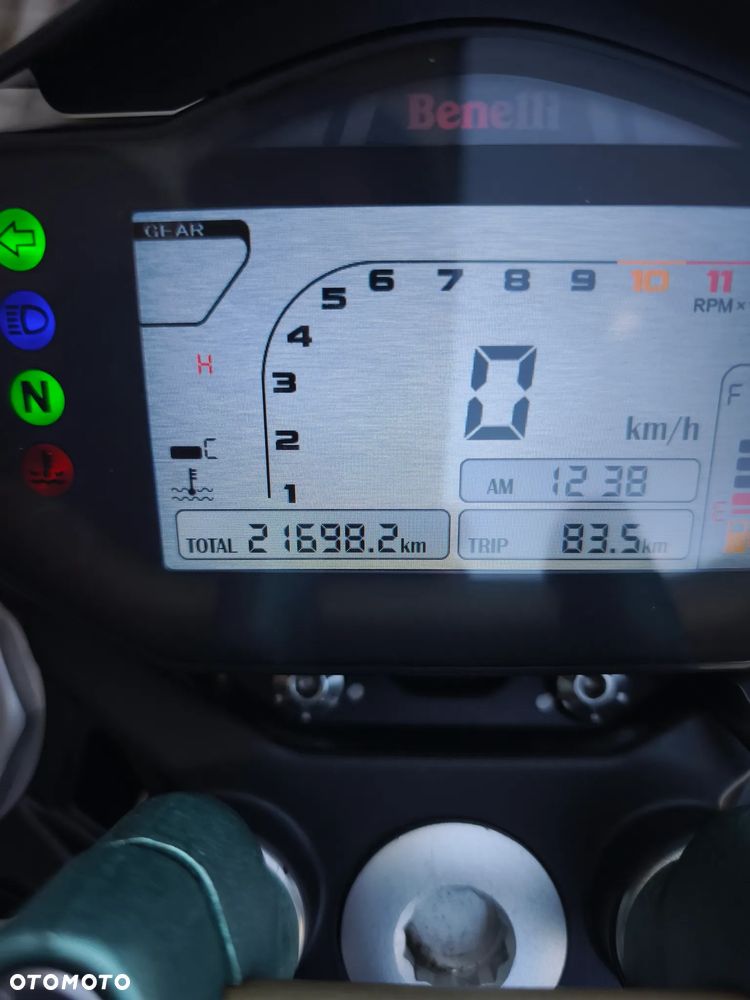 Benelli
GEAR
1 2 3 4 5 6 7 8 9 10 11
RPM×
H
0
km/h
F
C
AM 12 38
E
N
TOTAL 21698.2 km
TRIP 83.5 km
OTOMOTO